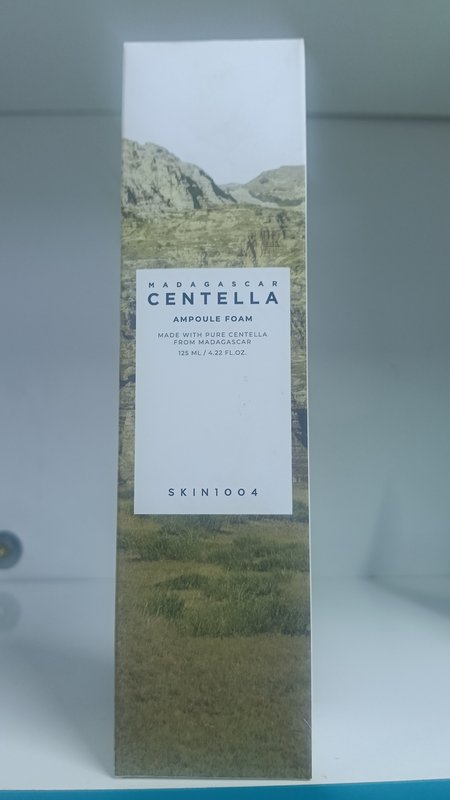 MADAGASCAR
CENTELLA
AMPOULE FOAM
MADE WITH PURE CENTELLA
FROM MADAGASCAR
125 ML / 4.22 FL.OZ.
SKIN1004